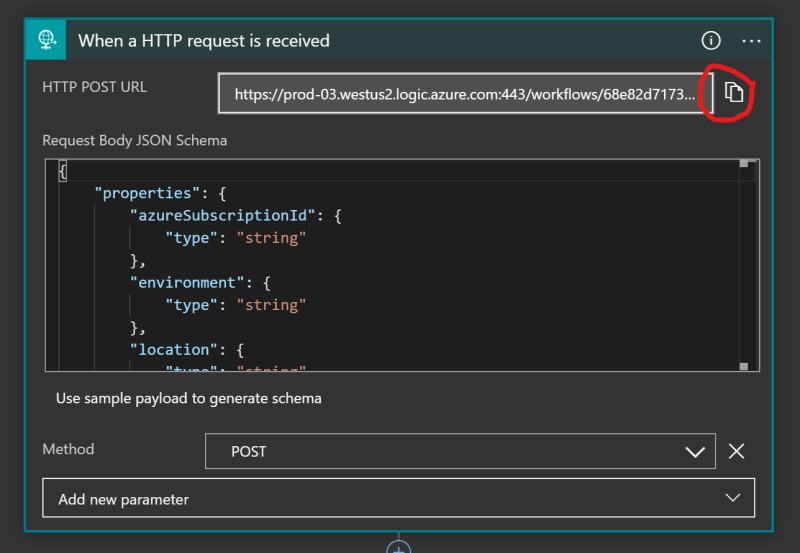 When a HTTP request is received
HTTP POST URL
https://prod-03.westus2.logic.azure.com:443/workflows/68e82d7173...
Request Body JSON Schema
{
"properties": {
"azureSubscriptionId": {
"type": "string"
},
"environment": {
"type": "string"
},
"location": {
"type": "string"
Use sample payload to generate schema
Method
POST
Add new parameter